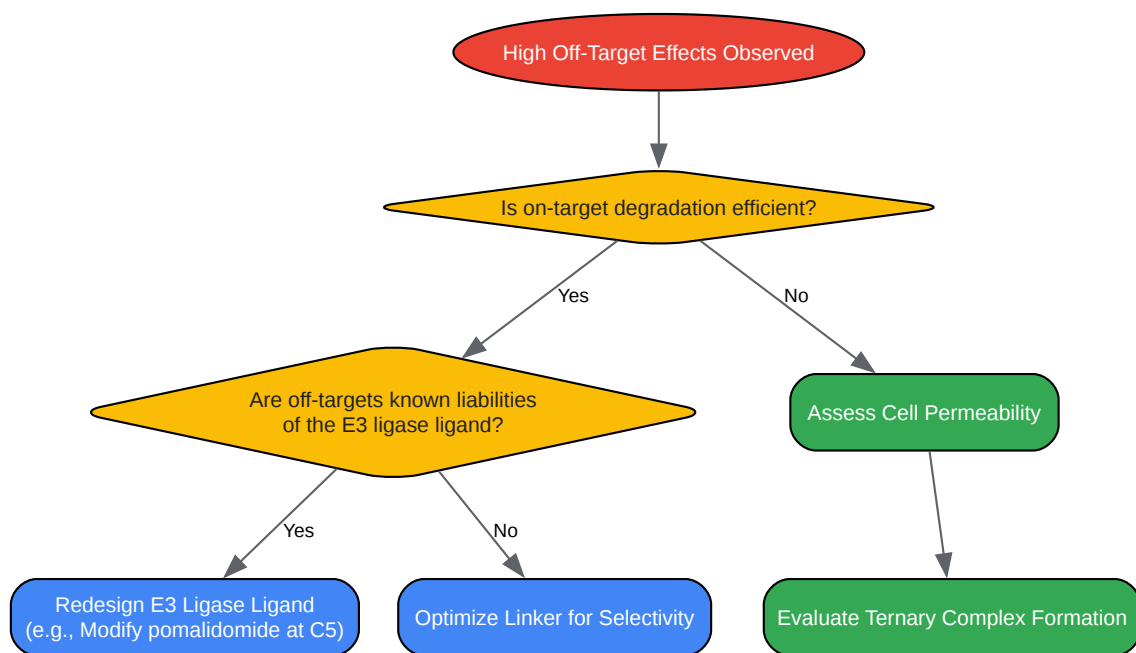 High Off-Target Effects Observed
Is on-target degradation efficient?
Yes
No
Are off-targets known liabilities
of the E3 ligase ligand?
Assess Cell Permeability
Yes
No
Redesign E3 Ligase Ligand
(e.g., Modify pomalidomide at C5)
Optimize Linker for Selectivity
Evaluate Ternary Complex Formation